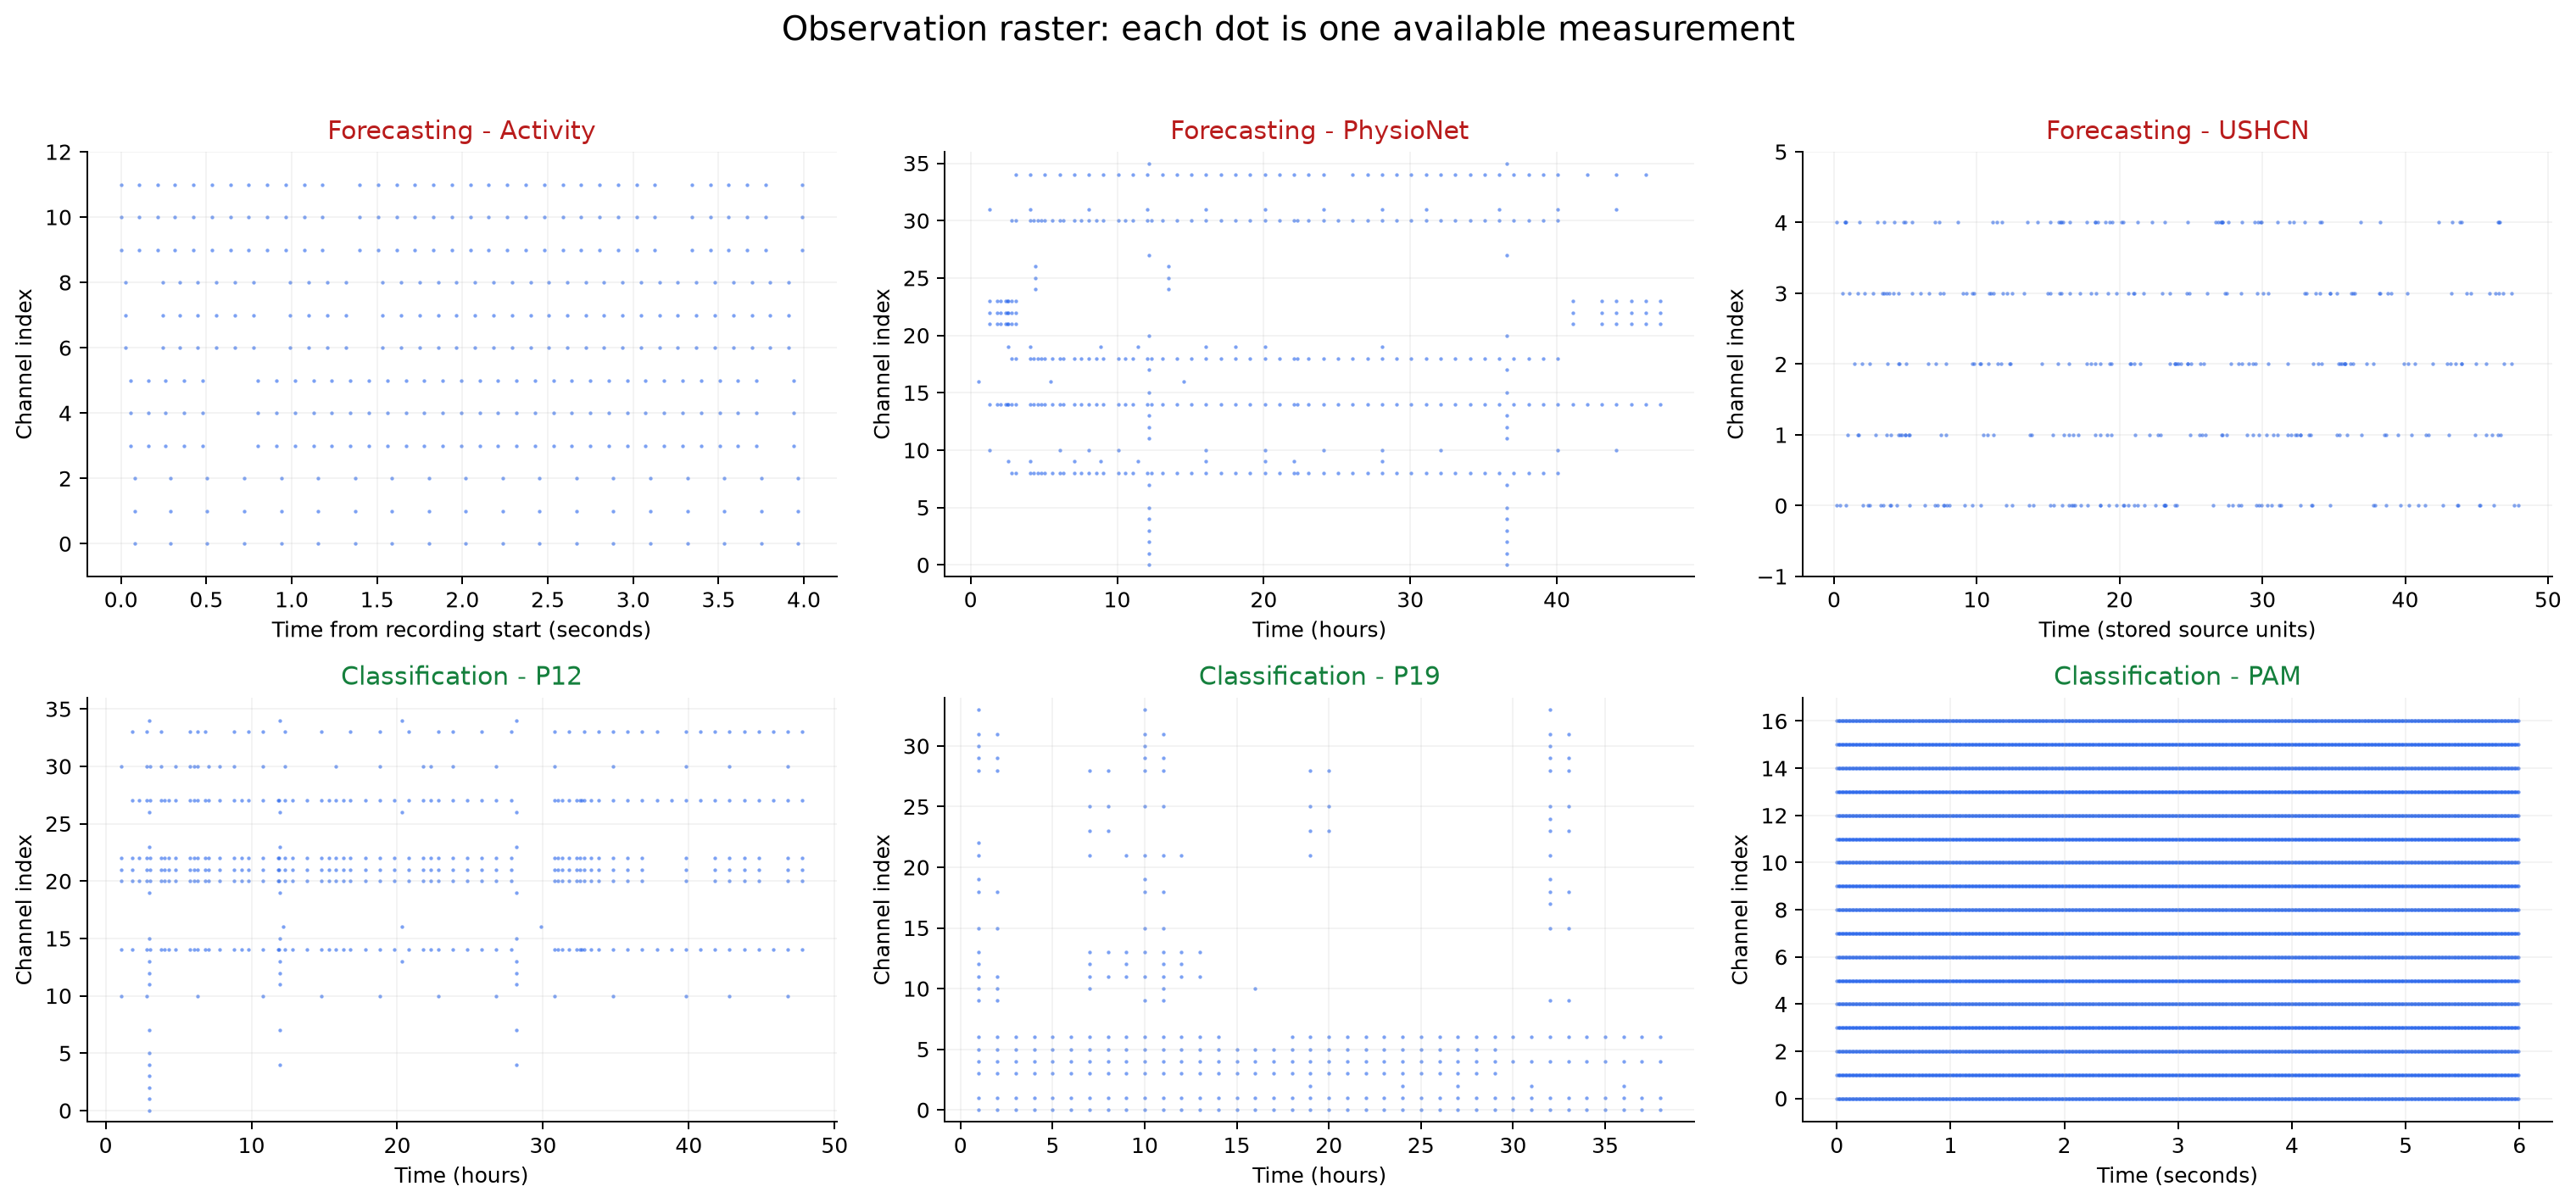 Observation raster: each dot is one available measurement
Forecasting - Activity
Channel index
12
10
8
6
4
2
0
0.0 0.5 1.0 1.5 2.0 2.5 3.0 3.5 4.0
Time from recording start (seconds)
Forecasting - PhysioNet
Channel index
35
30
25
20
15
10
5
0
0 10 20 30 40
Time (hours)
Forecasting - USHCN
Channel index
5
4
3
2
1
0
−1
0 10 20 30 40 50
Time (stored source units)
Classification - P12
Channel index
35
30
25
20
15
10
5
0
0 10 20 30 40 50
Time (hours)
Classification - P19
Channel index
30
25
20
15
10
5
0
0 5 10 15 20 25 30 35
Time (hours)
Classification - PAM
Channel index
16
14
12
10
8
6
4
2
0
0 1 2 3 4 5 6
Time (seconds)